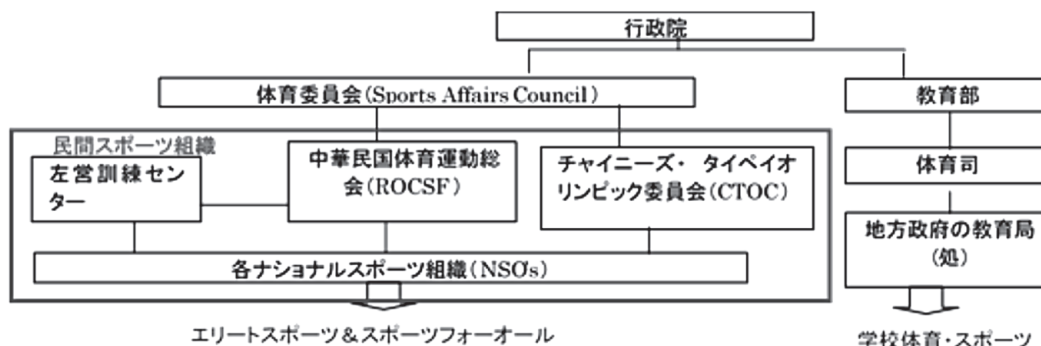 行政院
体育委員会(Sports Affairs Council)
教育部
民間スポーツ組織
左営訓練セン
ター
中華民国体育運動総
会(ROCSF)
チャイニーズ・ タイペイオ
リンピック委員会(CTOC)
体育司
地方政府の教育局
(処)
各ナショナルスポーツ組織(NSO's)
エリートスポーツ&スポーツフォーオール
学校体育・スポーツ